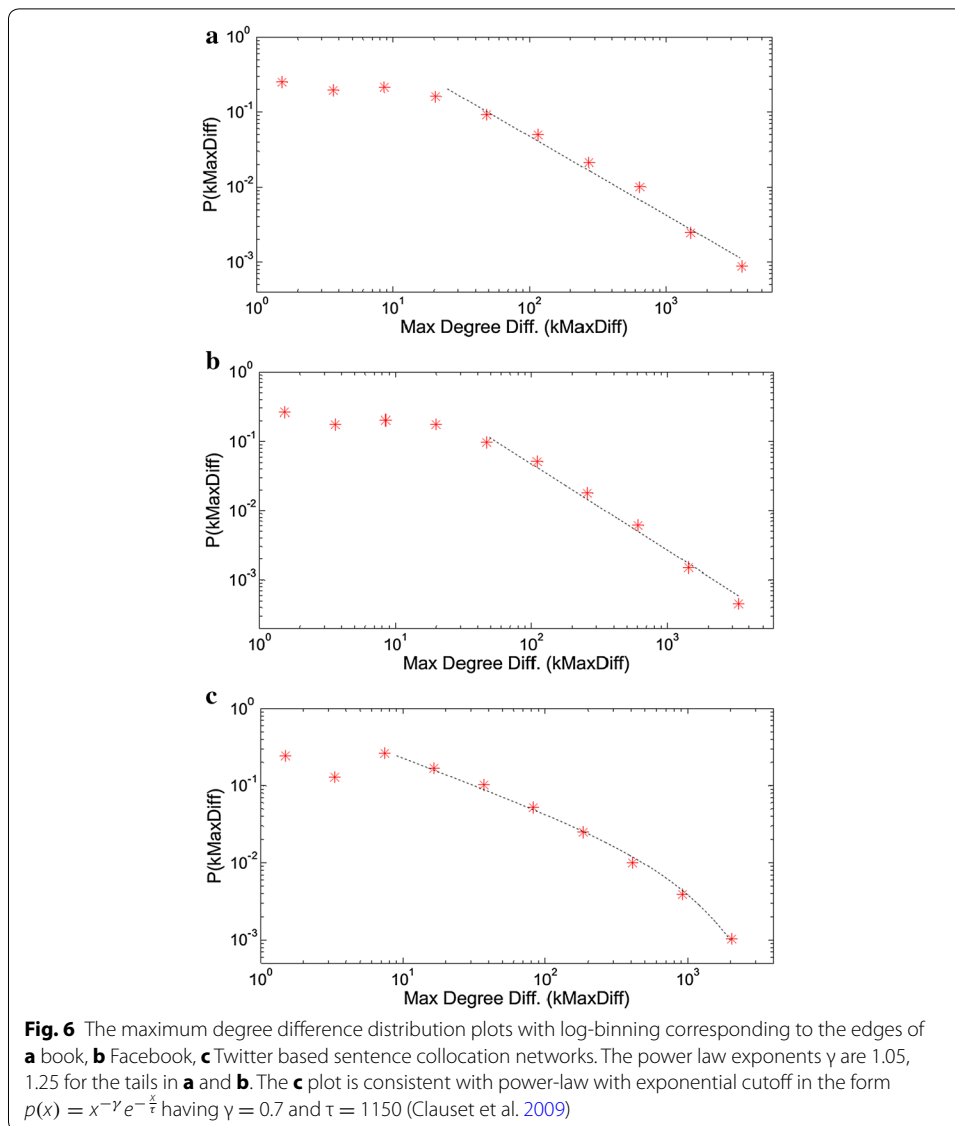 a
10^0
10^-1
10^-2
10^-3
P(kMaxDiff)
10^0 10^1 10^2 10^3
Max Degree Diff. (kMaxDiff)
b
10^0
10^-1
10^-2
10^-3
P(kMaxDiff)
10^0 10^1 10^2 10^3
Max Degree Diff. (kMaxDiff)
c
10^0
10^-1
10^-2
10^-3
P(kMaxDiff)
10^0 10^1 10^2 10^3
Max Degree Diff. (kMaxDiff)
Fig. 6 The maximum degree difference distribution plots with log-binning corresponding to the edges of
a book, b Facebook, c Twitter based sentence collocation networks. The power law exponents γ are 1.05,
1.25 for the tails in a and b. The c plot is consistent with power-law with exponential cutoff in the form
p(x) = x^{-γ} e^{-x/τ} having γ = 0.7 and τ = 1150 (Clauset et al. 2009)